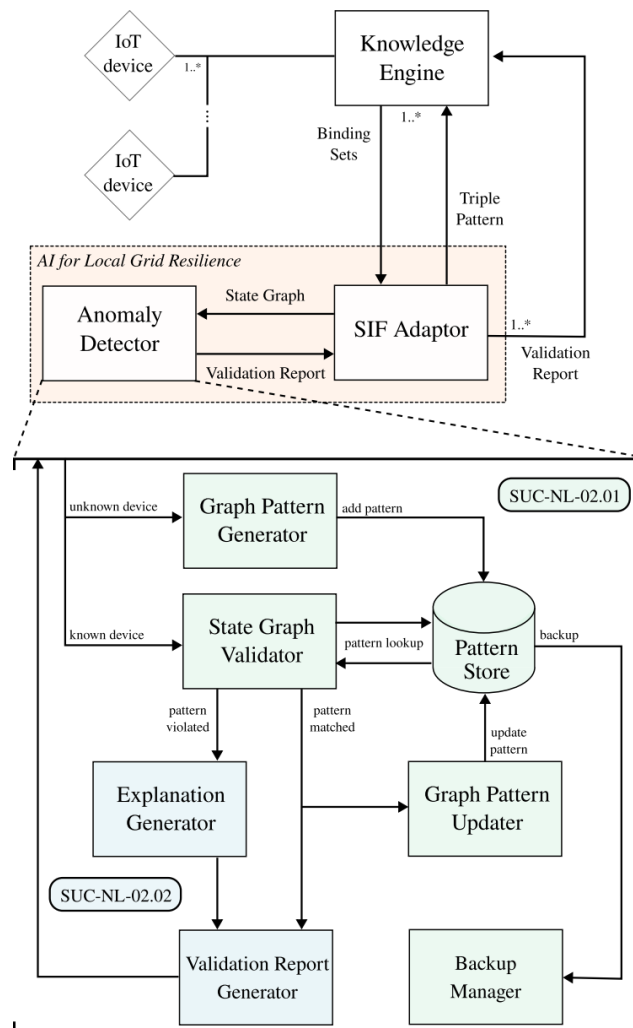 IoT
device
1..*
⋮
IoT
device
Knowledge
Engine
1..*
Binding
Sets
Triple
Pattern
AI for Local Grid Resilience
State Graph
Anomaly
Detector
SIF Adaptor
Validation Report
1..*
Validation
Report
SUC-NL-02.01
unknown device
Graph Pattern
Generator
add pattern
known device
State Graph
Validator
pattern lookup
Pattern
Store
backup
pattern
violated
pattern
matched
update
pattern
Explanation
Generator
Graph Pattern
Updater
SUC-NL-02.02
Validation Report
Generator
Backup
Manager